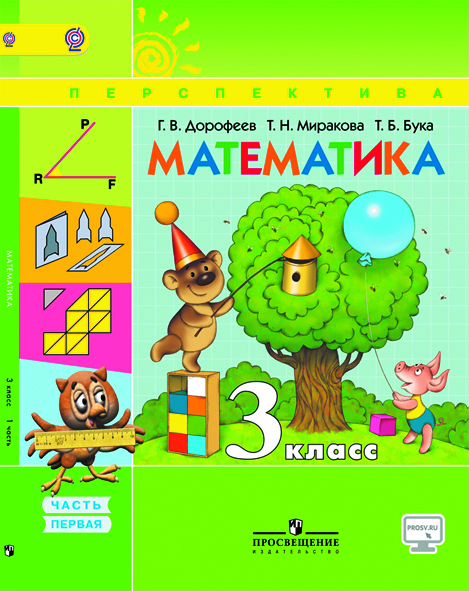 ПЕРСПЕКТИВА
Г. В. Дорофеев Т. Н. Миракова Т. Б. Бука
МАТЕМАТИКА
P
R F
МАТЕМАТИКА
3 класс 1 часть
3 класс
ЧАСТЬ
ПЕРВАЯ
ПРОСВЕЩЕНИЕ
ИЗДАТЕЛЬСТВО
PROSV.RU